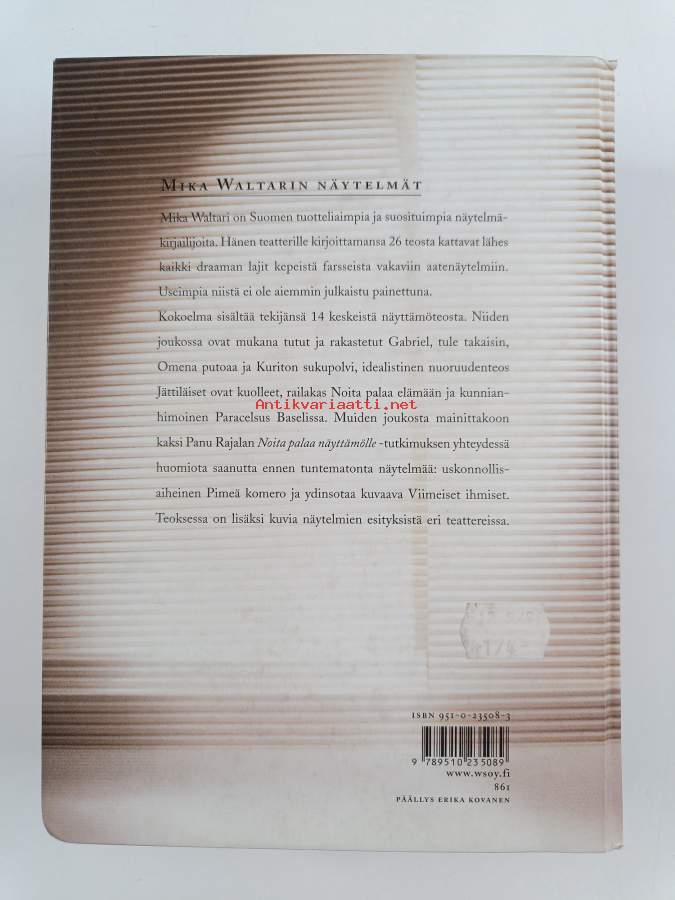 MIKA WALTARIN NÄYTELMÄT
Mika Waltari on Suomen tuotteliaimpia ja suosituimpia näytelmä-
kirjailijoita. Hänen teatterille kirjoittamansa 26 teosta kattavat lähes
kaikki draaman lajit kepeistä farsseista vakaviin aatenäytelmiin.
Useimpia niistä ei ole aiemmin julkaistu painettuna.
Kokoelma sisältää tekijänsä 14 keskeistä näyttämöteosta. Niiden
joukossa ovat mukana tutut ja rakastetut Gabriel, tule takaisin,
Omena putoaa ja Kuriton sukupolvi, idealistinen nuoruudenteos
Jättiläiset ovat kuolleet, railakas Noita palaa elämään ja kunnian-
Antikvariaatti.net
himoinen Paracelsus Baselissa. Muiden joukosta mainittakoon
kaksi Panu Rajalan Noita palaa näyttämölle -tutkimuksen yhteydessä
huomiota saanutta ennen tuntematonta näytelmää: uskonnollis-
aiheinen Pimeä komero ja ydinsotaa kuvaava Viimeiset ihmiset.
Teoksessa on lisäksi kuvia näytelmien esityksistä eri teattereissa.
ISBN 951-0-23508-3
9 789510 235089
www.wsoy.fi
861
PÄÄLLYS ERIKA KOVANEN